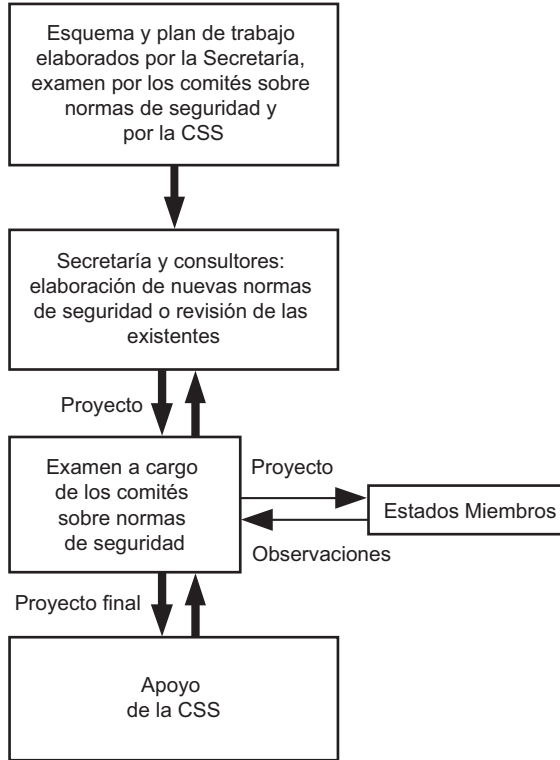 Esquema y plan de trabajo
elaborados por la Secretaría,
examen por los comités sobre
normas de seguridad y
por la CSS
Secretaría y consultores:
elaboración de nuevas normas
de seguridad o revisión de las
existentes
Proyecto
Examen a cargo
de los comités
sobre normas
de seguridad
Proyecto
Estados Miembros
Observaciones
Proyecto final
Apoyo
de la CSS